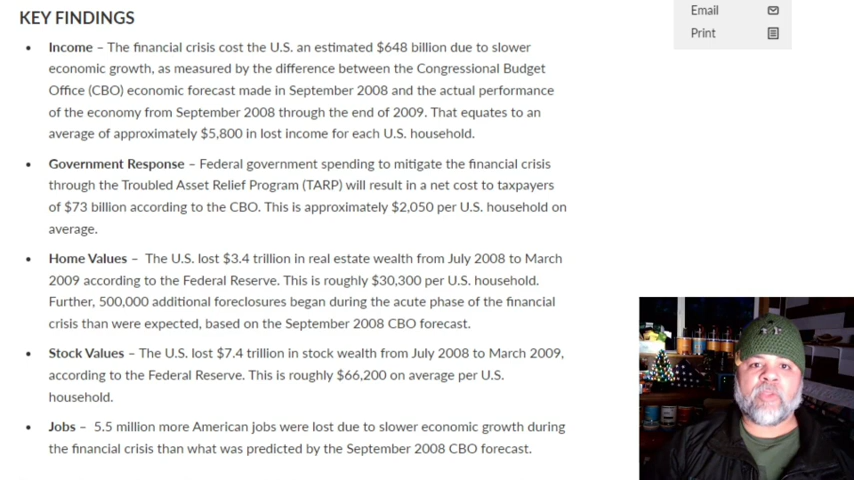 KEY FINDINGS
Email
Print
• Income – The financial crisis cost the U.S. an estimated $648 billion due to slower
economic growth, as measured by the difference between the Congressional Budget
Office (CBO) economic forecast made in September 2008 and the actual performance
of the economy from September 2008 through the end of 2009. That equates to an
average of approximately $5,800 in lost income for each U.S. household.
• Government Response – Federal government spending to mitigate the financial crisis
through the Troubled Asset Relief Program (TARP) will result in a net cost to taxpayers
of $73 billion according to the CBO. This is approximately $2,050 per U.S. household on
average.
• Home Values – The U.S. lost $3.4 trillion in real estate wealth from July 2008 to March
2009 according to the Federal Reserve. This is roughly $30,300 per U.S. household.
Further, 500,000 additional foreclosures began during the acute phase of the financial
crisis than were expected, based on the September 2008 CBO forecast.
• Stock Values – The U.S. lost $7.4 trillion in stock wealth from July 2008 to March 2009,
according to the Federal Reserve. This is roughly $66,200 on average per U.S.
household.
• Jobs – 5.5 million more American jobs were lost due to slower economic growth during
the financial crisis than what was predicted by the September 2008 CBO forecast.